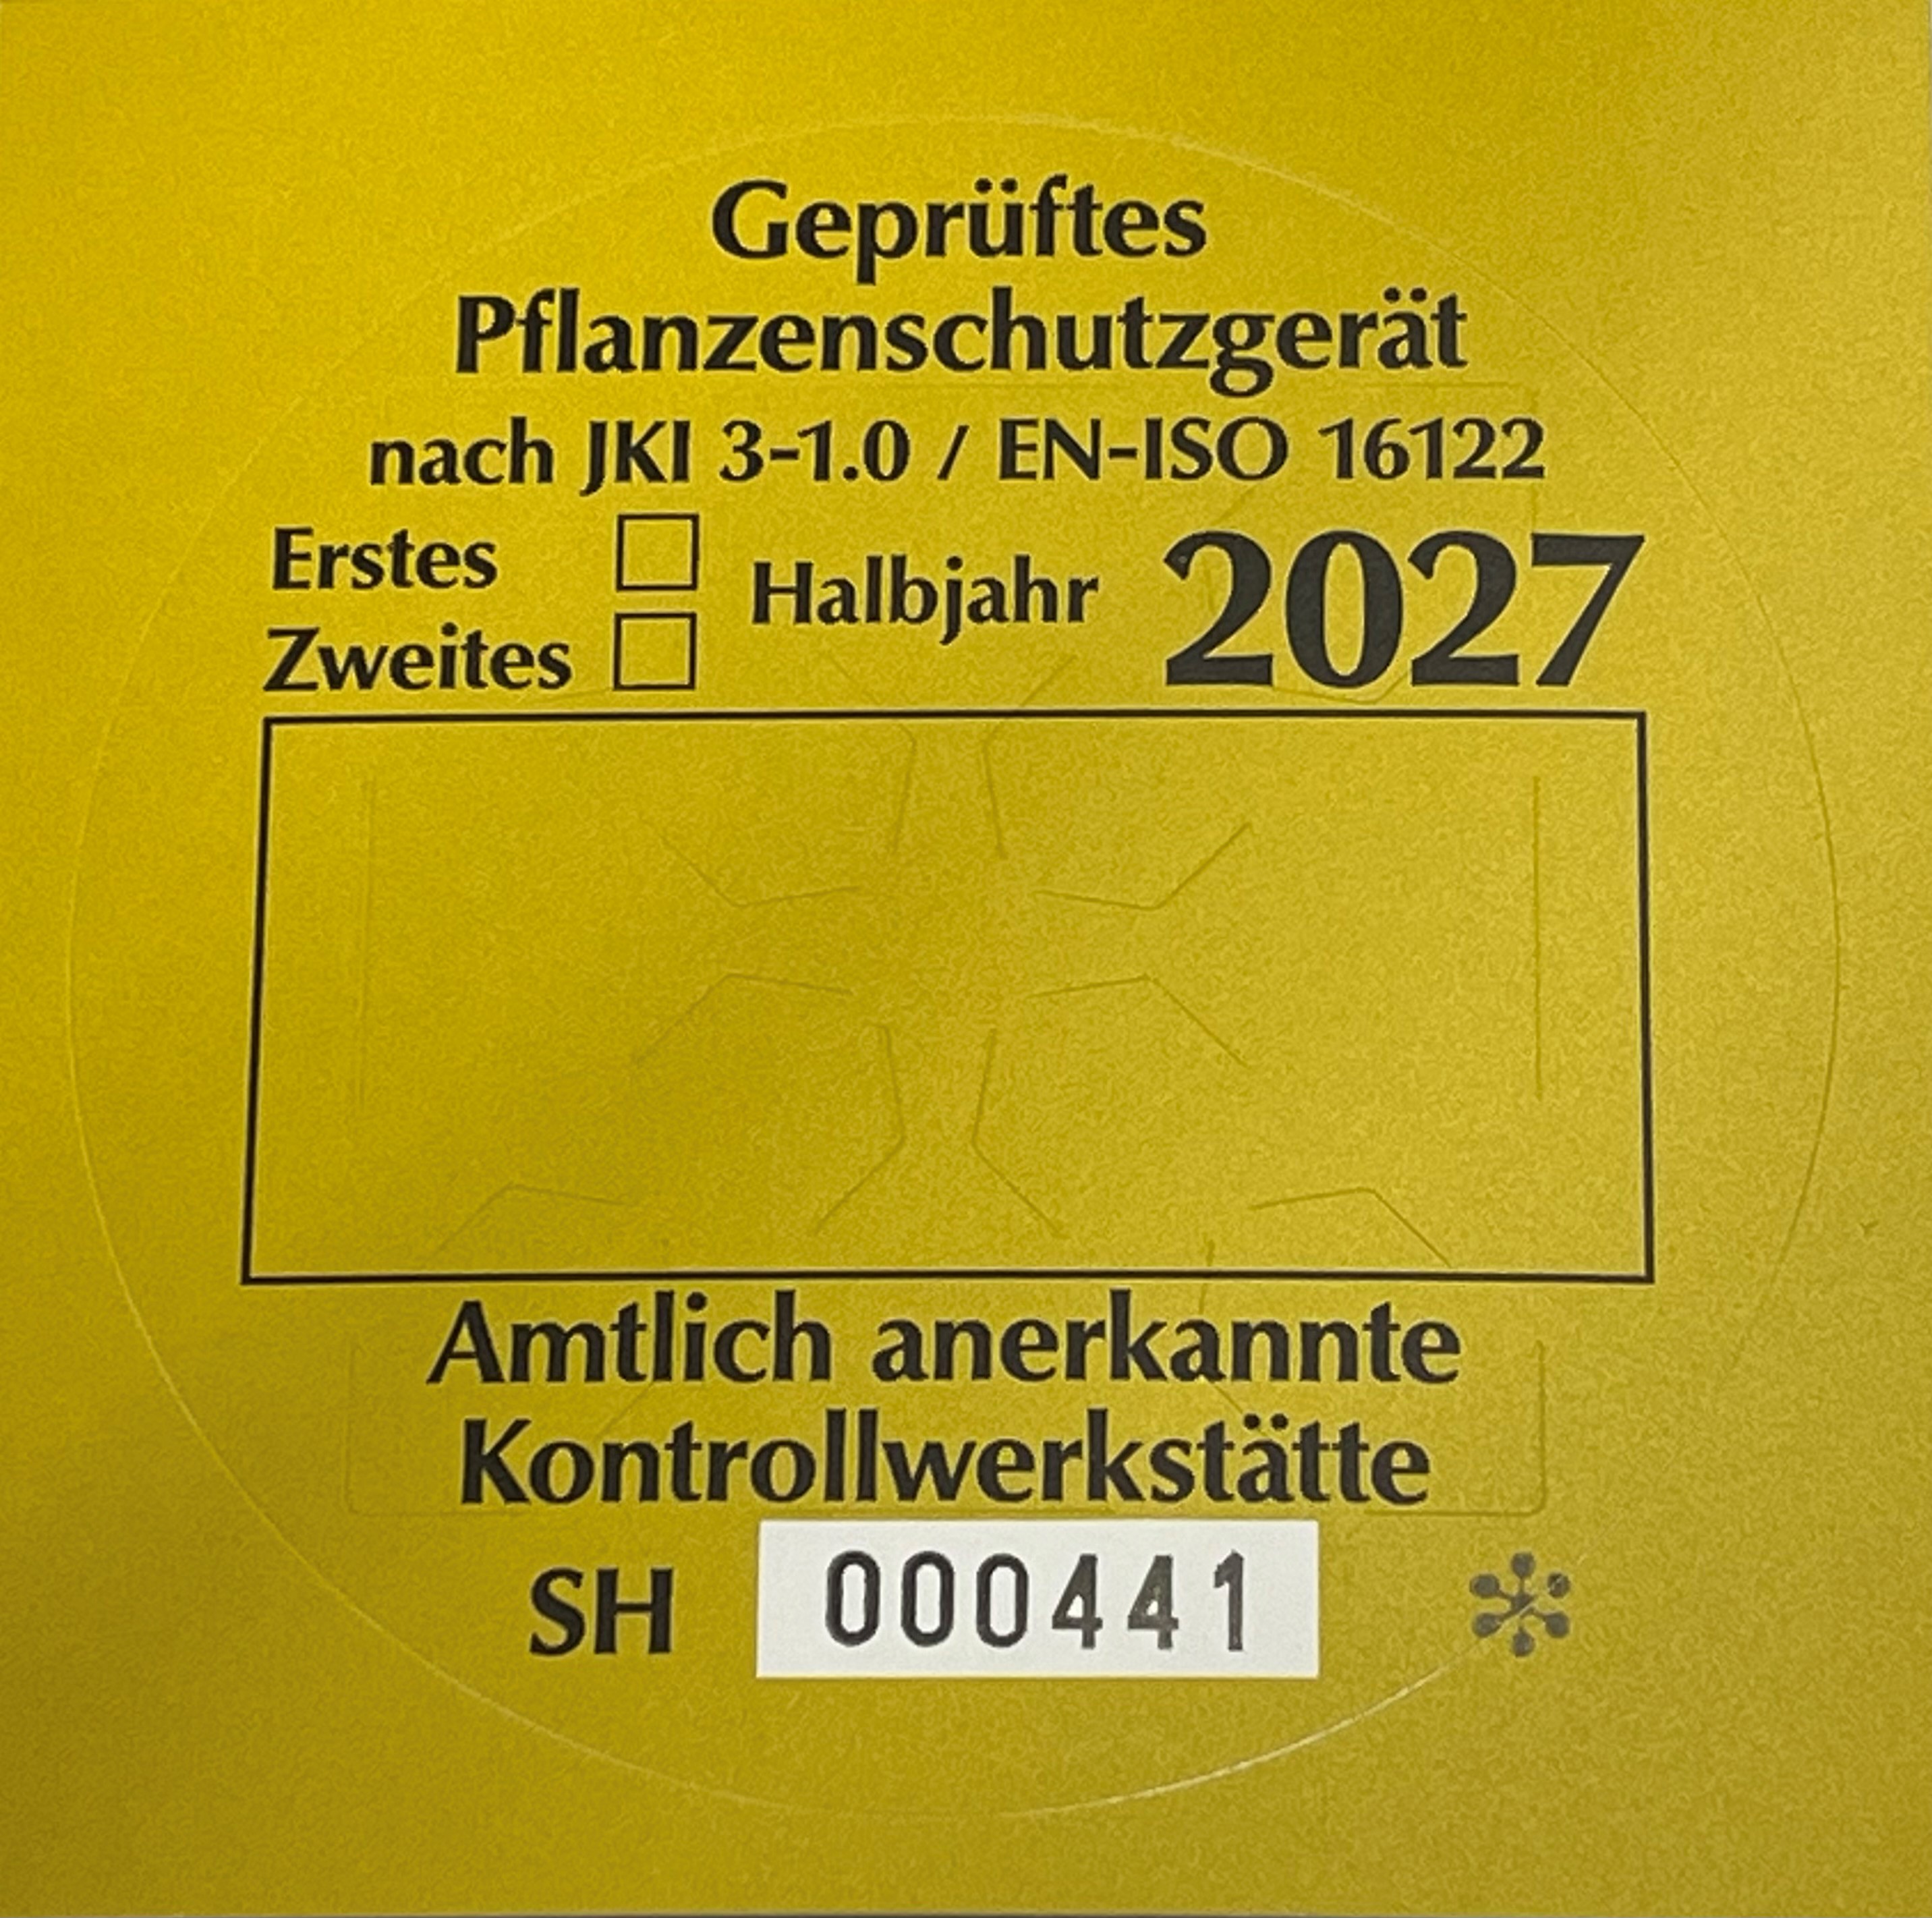 Geprüftes
Pflanzenschutzgerät
nach JKI 3-1.0 / EN-ISO 16122
Erstes
Zweites
Halbjahr 2027
Amtlich anerkannte
Kontrollwerkstätte
SH 000441